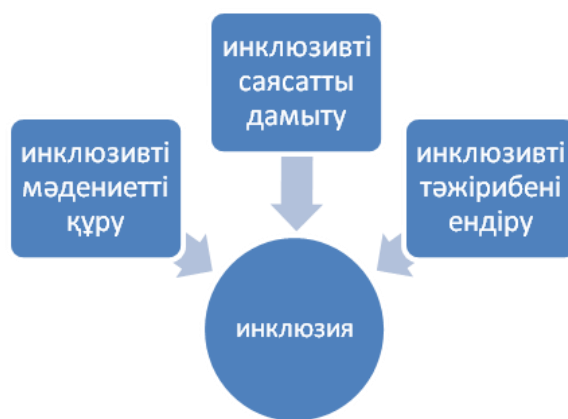 инклюзивті
саясатты
дамыту
инклюзивті
мәдениетті
құру
инклюзивті
тәжірибені
ендіру
инклюзия